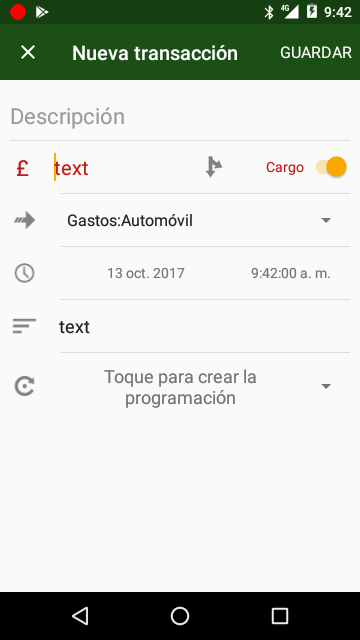 4G 9:42
Nueva transacción GUARDAR
Descripción
£ text Cargo
Gastos:Automóvil
13 oct. 2017 9:42:00 a. m.
text
Toque para crear la
programación